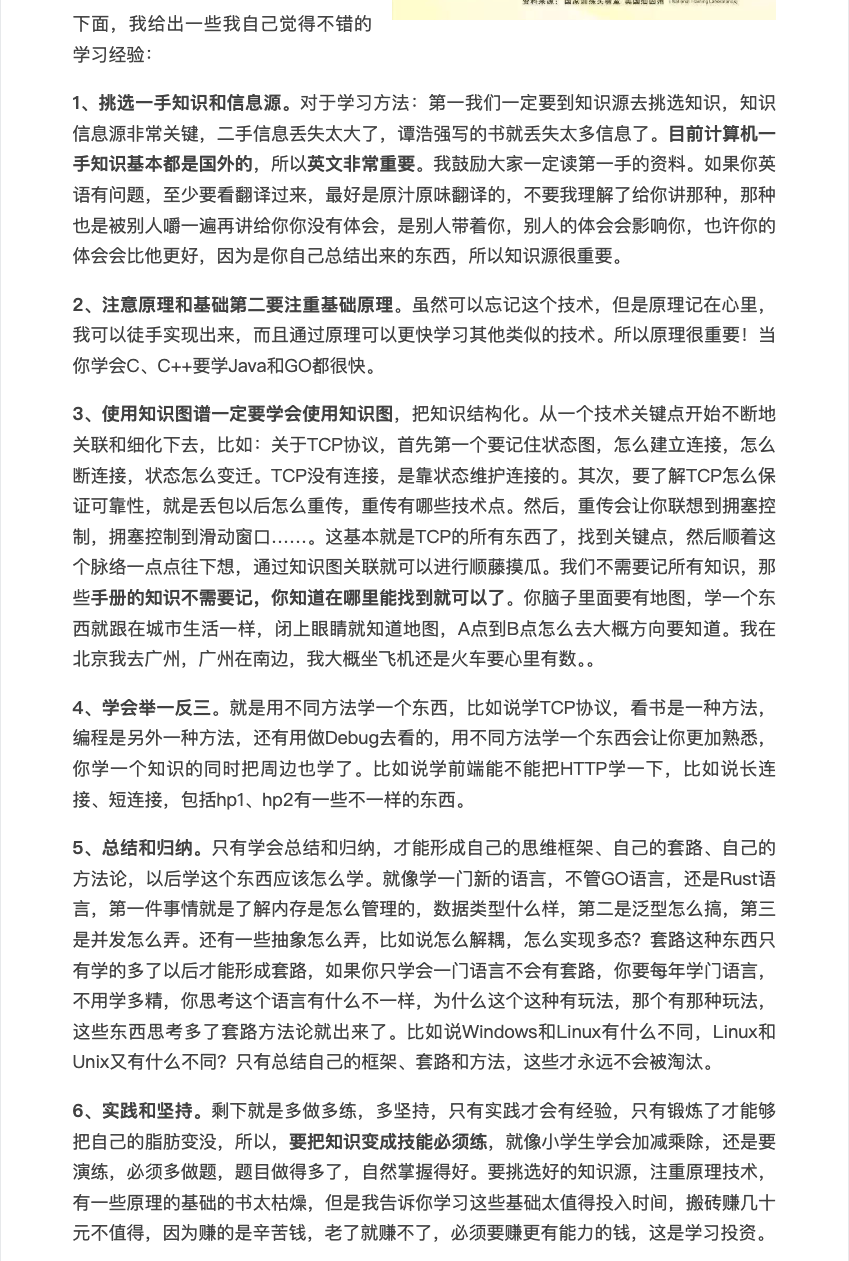 资料来源：国家训练实验室 美国缅因州（National Training Laboratories）
下面，我给出一些我自己觉得不错的
学习经验：
1、挑选一手知识和信息源。对于学习方法：第一我们一定要到知识源去挑选知识，知识
信息源非常关键，二手信息丢失太大了，谭浩强写的书就丢失太多信息了。目前计算机一
手知识基本都是国外的，所以英文非常重要。我鼓励大家一定读第一手的资料。如果你英
语有问题，至少要看翻译过来，最好是原汁原味翻译的，不要我理解了给你讲那种，那种
也是被别人嚼一遍再讲给你你没有体会，是别人带着你，别人的体会会影响你，也许你的
体会会比他更好，因为是你自己总结出来的东西，所以知识源很重要。
2、注意原理和基础第二要注重基础原理。虽然可以忘记这个技术，但是原理记在心里，
我可以徒手实现出来，而且通过原理可以更快学习其他类似的技术。所以原理很重要！当
你学会C、C++要学Java和GO都很快。
3、使用知识图谱一定要学会使用知识图，把知识结构化。从一个技术关键点开始不断地
关联和细化下去，比如：关于TCP协议，首先第一个要记住状态图，怎么建立连接，怎么
断连接，状态怎么变迁。TCP没有连接，是靠状态维护连接的。其次，要了解TCP怎么保
证可靠性，就是丢包以后怎么重传，重传有哪些技术点。然后，重传会让你联想到拥塞控
制，拥塞控制到滑动窗口……。这基本就是TCP的所有东西了，找到关键点，然后顺着这
个脉络一点点往下想，通过知识图关联就可以进行顺藤摸瓜。我们不需要记所有知识，那
些手册的知识不需要记，你知道在哪里能找到就可以了。你脑子里面要有地图，学一个东
西就跟在城市生活一样，闭上眼睛就知道地图，A点到B点怎么去大概方向要知道。我在
北京我去广州，广州在南边，我大概坐飞机还是火车要心里有数。。
4、学会举一反三。就是用不同方法学一个东西，比如说学TCP协议，看书是一种方法，
编程是另外一种方法，还有用做Debug去看的，用不同方法学一个东西会让你更加熟悉，
你学一个知识的同时把周边也学了。比如说学前端能不能把HTTP学一下，比如说长连
接、短连接，包括hp1、hp2有一些不一样的东西。
5、总结和归纳。只有学会总结和归纳，才能形成自己的思维框架、自己的套路、自己的
方法论，以后学这个东西应该怎么学。就像学一门新的语言，不管GO语言，还是Rust语
言，第一件事情就是了解内存是怎么管理的，数据类型什么样，第二是泛型怎么搞，第三
是并发怎么弄。还有一些抽象怎么弄，比如说怎么解耦，怎么实现多态？套路这种东西只
有学的多了以后才能形成套路，如果你只学会一门语言不会有套路，你要每年学门语言，
不用学多精，你思考这个语言有什么不一样，为什么这个这种有玩法，那个有那种玩法，
这些东西思考多了套路方法论就出来了。比如说Windows和Linux有什么不同，Linux和
Unix又有什么不同？只有总结自己的框架、套路和方法，这些才永远不会被淘汰。
6、实践和坚持。剩下就是多做多练，多坚持，只有实践才会有经验，只有锻炼了才能够
把自己的脂肪变没，所以，要把知识变成技能必须练，就像小学生学会加减乘除，还是要
演练，必须多做题，题目做得多了，自然掌握得好。要挑选好的知识源，注重原理技术，
有一些原理的基础的书太枯燥，但是我告诉你学习这些基础太值得投入时间，搬砖赚几十
元不值得，因为赚的是辛苦钱，老了就赚不了，必须要赚更有能力的钱，这是学习投资。